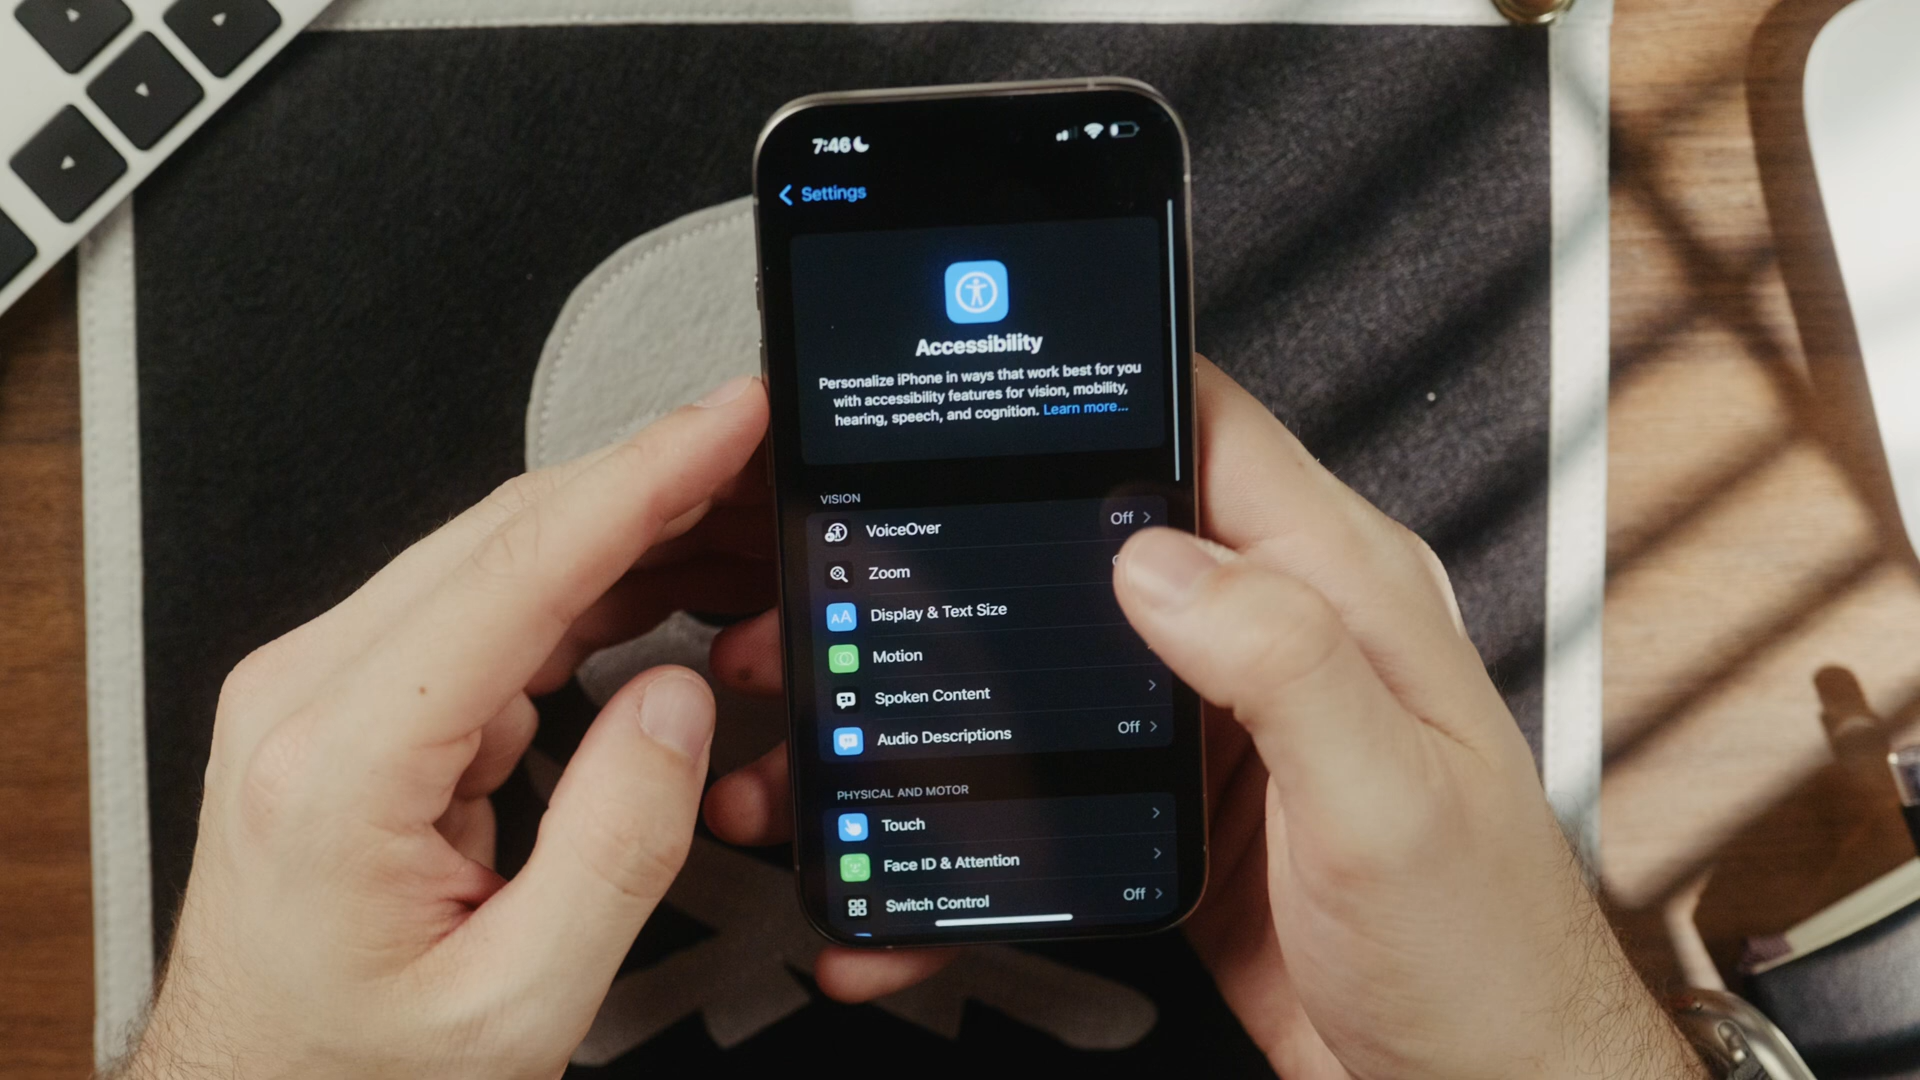 7:46
Settings
Accessibility
Personalize iPhone in ways that work best for you
with accessibility features for vision, mobility,
hearing, speech, and cognition. Learn more...
VISION
VoiceOver Off
Zoom
Display & Text Size
Motion
Spoken Content
Audio Descriptions Off
PHYSICAL AND MOTOR
Touch
Face ID & Attention
Switch Control Off